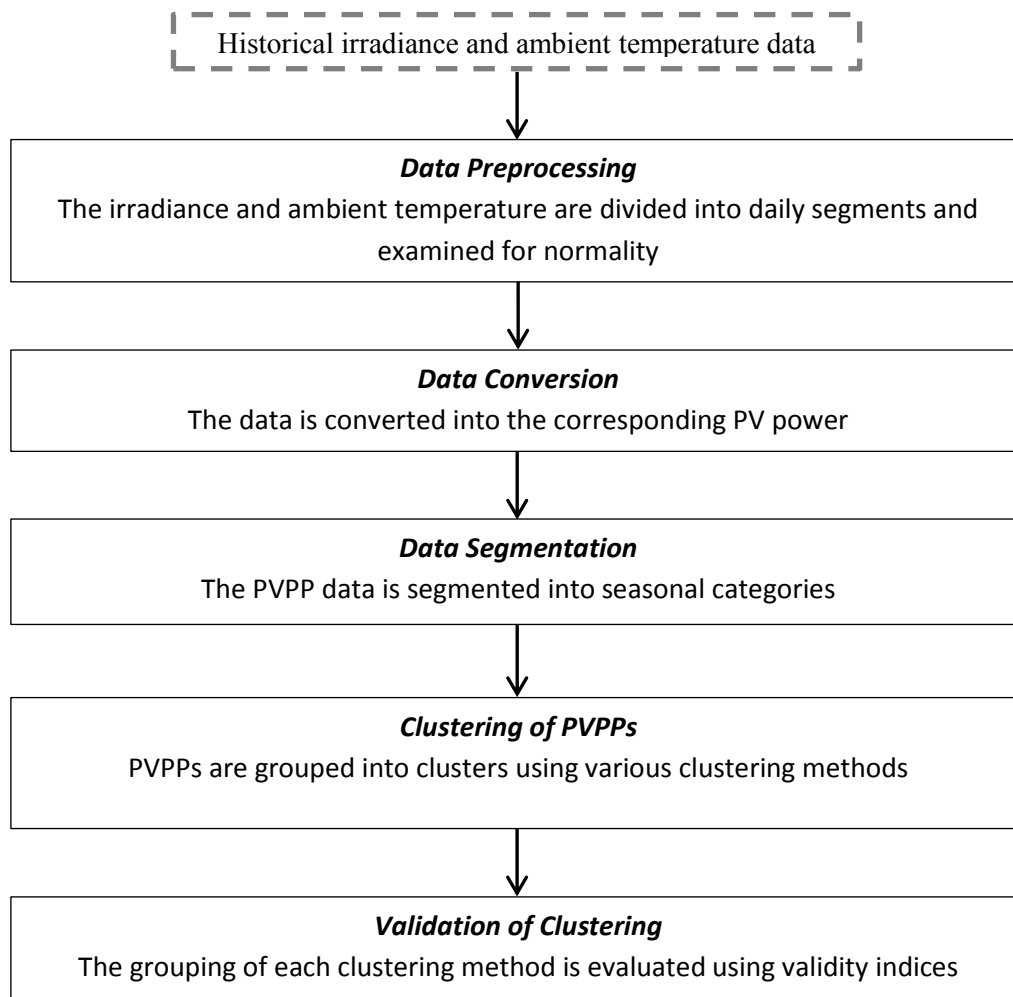 Historical irradiance and ambient temperature data
Data Preprocessing
The irradiance and ambient temperature are divided into daily segments and
examined for normality
Data Conversion
The data is converted into the corresponding PV power
Data Segmentation
The PVPP data is segmented into seasonal categories
Clustering of PVPPs
PVPPs are grouped into clusters using various clustering methods
Validation of Clustering
The grouping of each clustering method is evaluated using validity indices